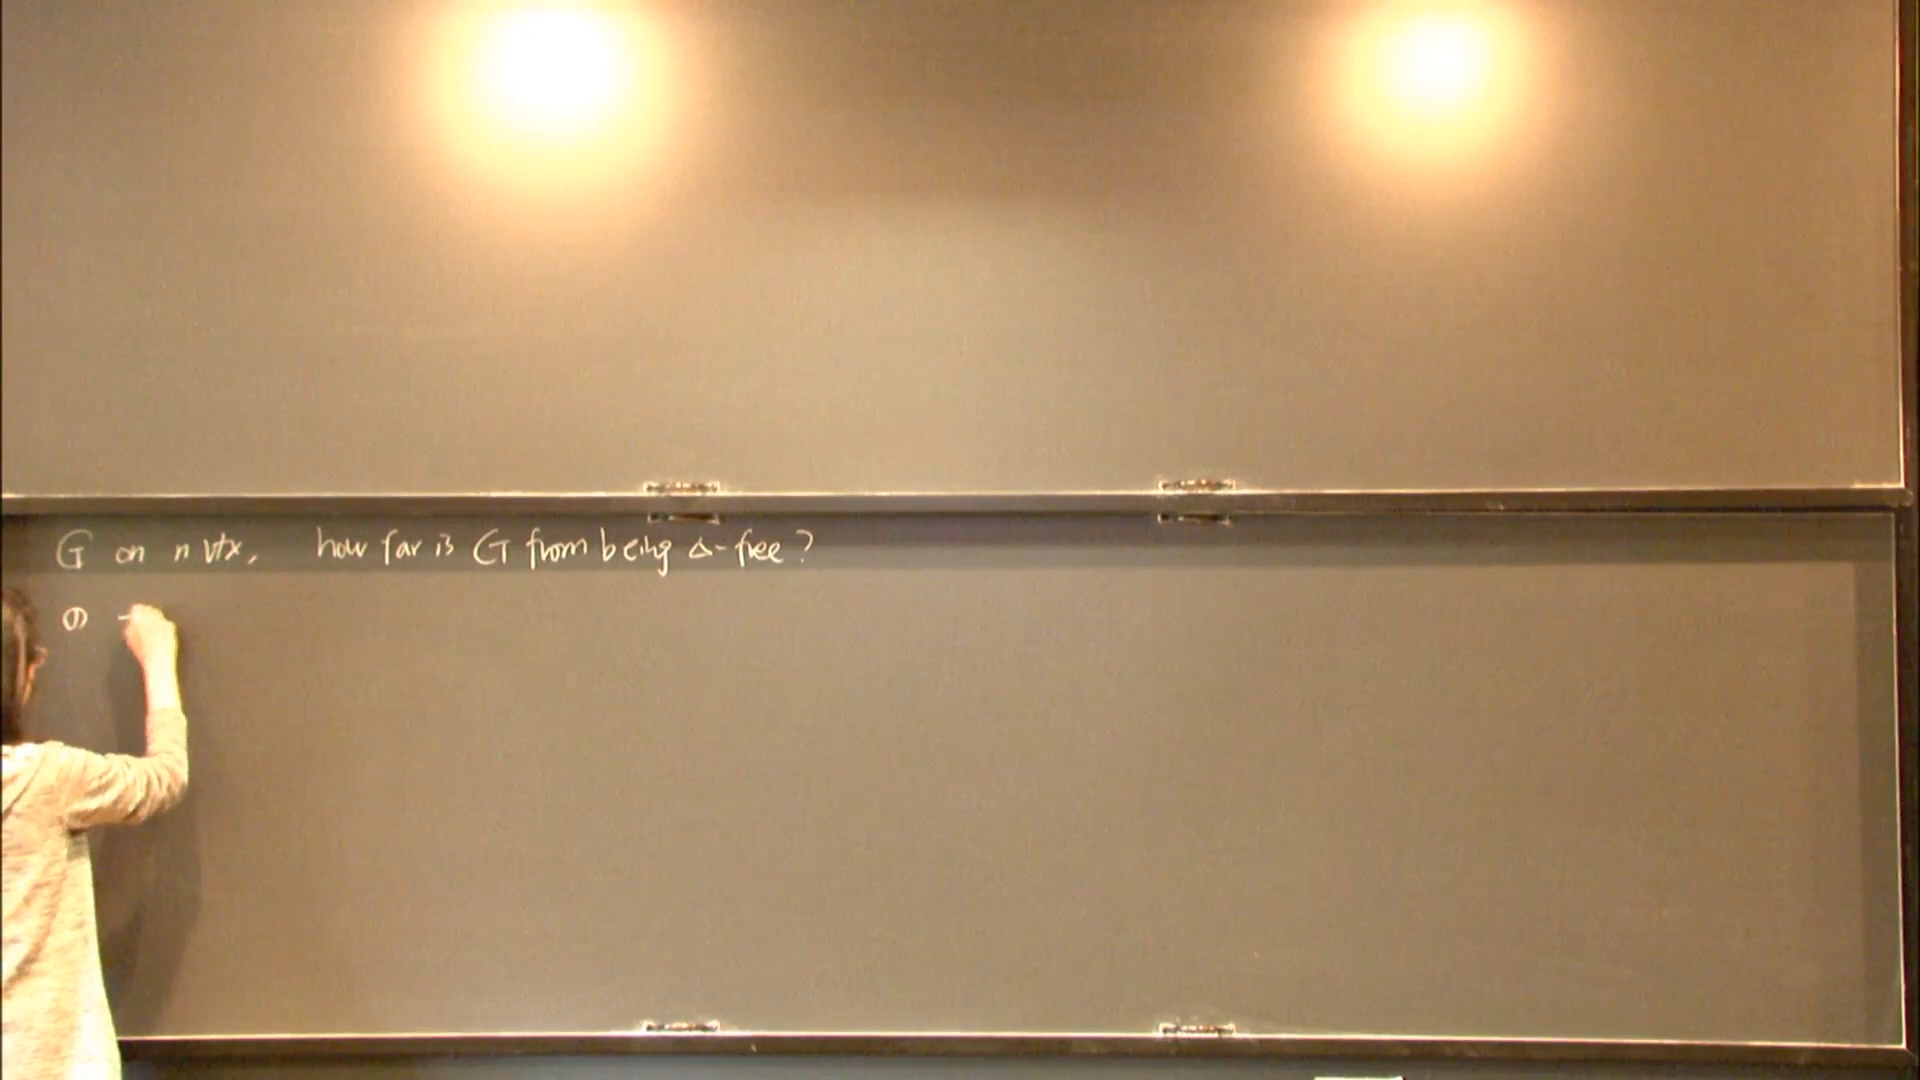 G on n vtx, how far is G from being Δ-free?
①